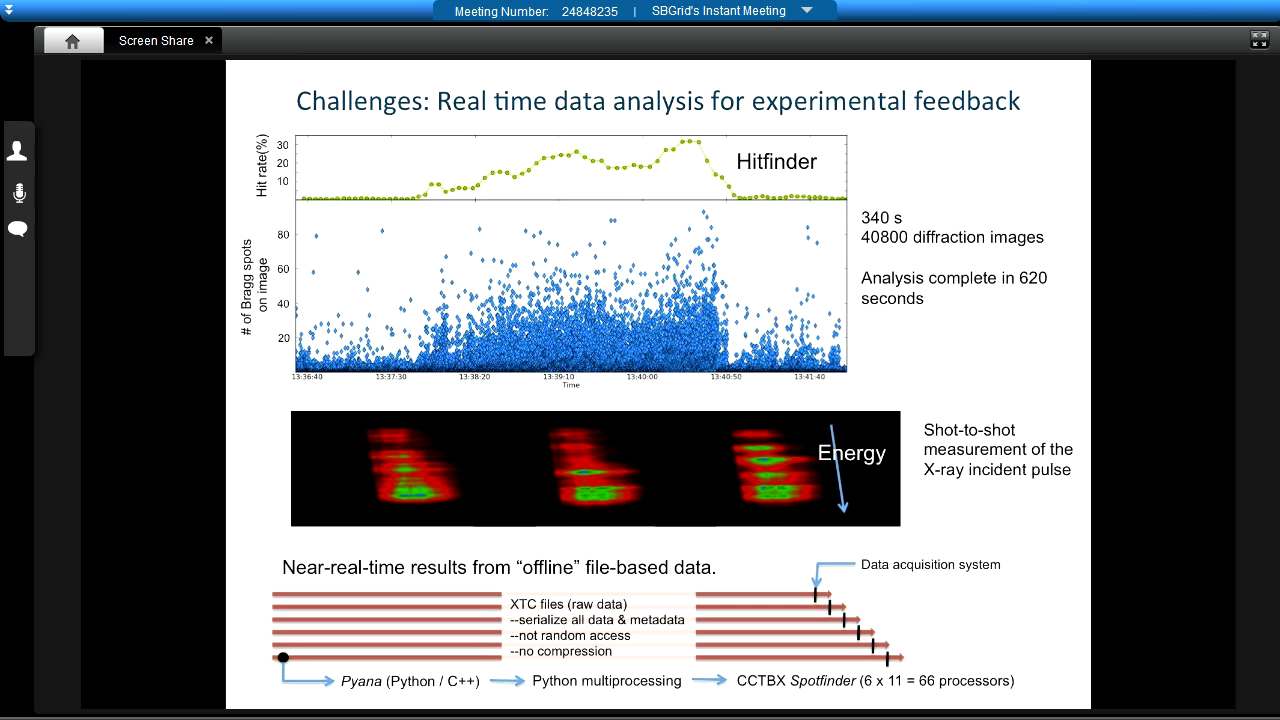 Meeting Number: 24848235 | SBGrid's Instant Meeting
Screen Share ×
Challenges: Real time data analysis for experimental feedback
Hit rate(%)
30
20
10
Hitfinder
# of Bragg spots
on image
80
60
40
20
13:36:40 13:37:30 13:38:20 13:39:10 13:40:00 13:40:50 13:41:40
Time
340 s
40800 diffraction images
Analysis complete in 620
seconds
Energy
Shot-to-shot
measurement of the
X-ray incident pulse
Near-real-time results from “offline” file-based data.
Data acquisition system
XTC files (raw data)
--serialize all data & metadata
--not random access
--no compression
Pyana (Python / C++) Python multiprocessing CCTBX Spotfinder (6 x 11 = 66 processors)